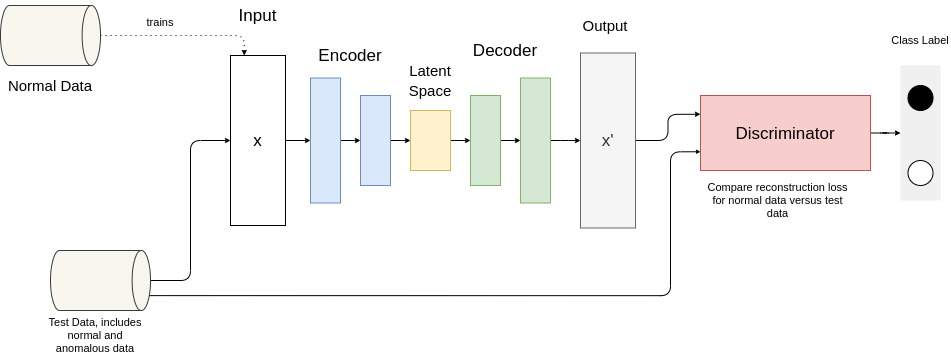 trains
Input
Normal Data
Encoder
Latent
Space
Decoder
Output
Class Label
x
x'
Discriminator
Compare reconstruction loss
for normal data versus test
data
Test Data, includes
normal and
anomalous data